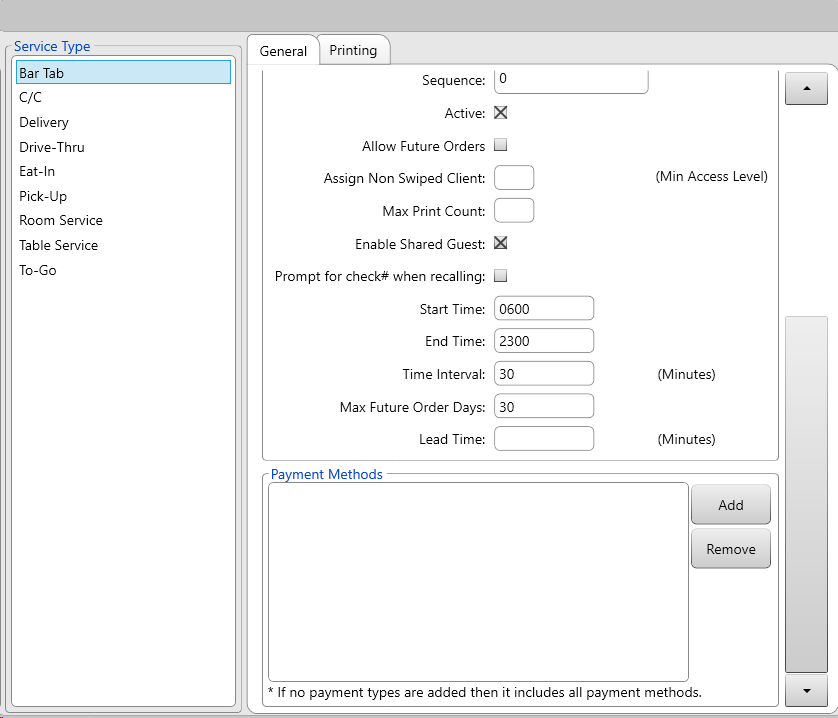 Service Type
Bar Tab
C/C
Delivery
Drive-Thru
Eat-In
Pick-Up
Room Service
Table Service
To-Go
General Printing
Sequence: 0
Active:
Allow Future Orders
Assign Non Swiped Client: (Min Access Level)
Max Print Count:
Enable Shared Guest:
Prompt for check# when recalling:
Start Time: 0600
End Time: 2300
Time Interval: 30 (Minutes)
Max Future Order Days: 30
Lead Time: (Minutes)
Payment Methods
Add
Remove
* If no payment types are added then it includes all payment methods.